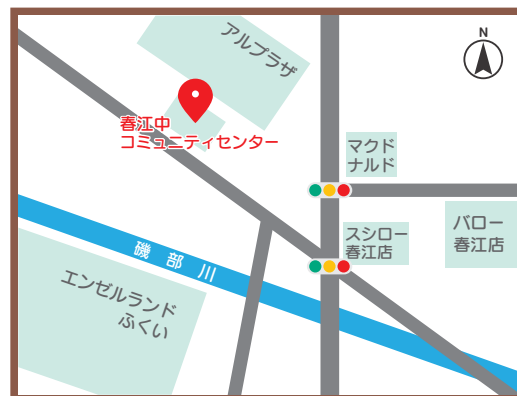 アルプラザ
N
春江中
コミュニティセンター
マクド
ナルド
スシロー
春江店
バロー
春江店
磯部川
エンゼルランド
ふくい